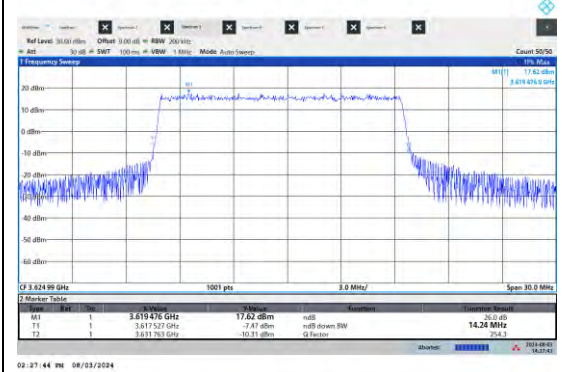 Spectrum 2
Ref Level 30.00 dBm Offset 9.00 dB RBW 200 kHz
Att 30 dB SWT 100 ms VBW 1 MHz Mode Auto Sweep Count 50/50
1 Frequency Sweep 1Pk Max
M1[1] 17.62 dBm
3.619 476 0 GHz
M1
20 dBm
10 dBm
0 dBm
-10 dBm
-20 dBm
-40 dBm
-50 dBm
-60 dBm
CF 3.624 99 GHz 1001 pts 3.0 MHz/ Span 30.0 MHz
2 Marker Table
Type Ref Trc X-Value Y-Value Function Function Result
M1 1 3.619 476 GHz 17.62 dBm ndB 26.0 dB
T1 1 3.617 527 GHz -7.47 dBm ndB down BW 14.24 MHz
T2 1 3.631 763 GHz -10.31 dBm Q Factor 254.3
Aborted 2024-08-03
14:27:43
02:27:44 PM 08/03/2024